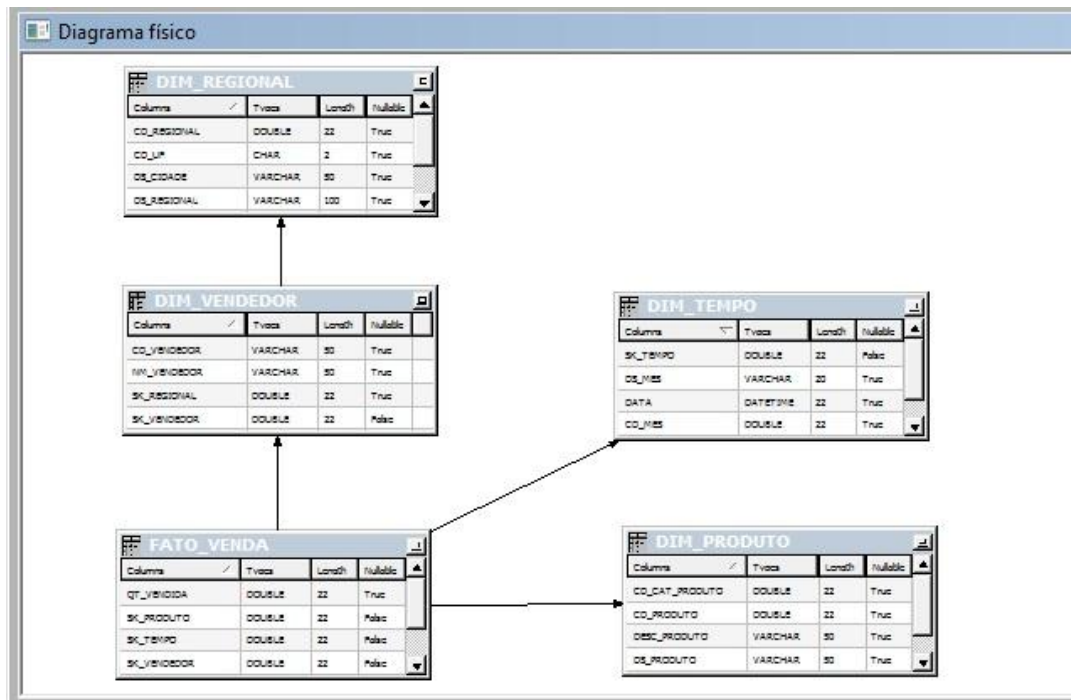 Diagrama físico
DIM_REGIONAL
Columns Types Length Nullable
CO_REGIONAL DOUBLE 22 True
CO_UF CHAR 2 True
DS_CIDADE VARCHAR 50 True
DS_REGIONAL VARCHAR 100 True
DIM_VENDEDOR
Columns Types Length Nullable
CO_VENDEDOR VARCHAR 50 True
NM_VENDEDOR VARCHAR 50 True
SK_REGIONAL DOUBLE 22 True
SK_VENDEDOR DOUBLE 22 False
DIM_TEMPO
Columns Types Length Nullable
SK_TEMPO DOUBLE 22 False
DS_MES VARCHAR 20 True
DATA DATETIME 22 True
CO_MES DOUBLE 22 True
FATO_VENDA
Columns Types Length Nullable
QT_VENDIDA DOUBLE 22 True
SK_PRODUTO DOUBLE 22 False
SK_TEMPO DOUBLE 22 False
SK_VENDEDOR DOUBLE 22 False
DIM_PRODUTO
Columns Types Length Nullable
CO_CAT_PRODUTO DOUBLE 22 True
CO_PRODUTO DOUBLE 22 True
DESC_PRODUTO VARCHAR 50 True
DS_PRODUTO VARCHAR 50 True